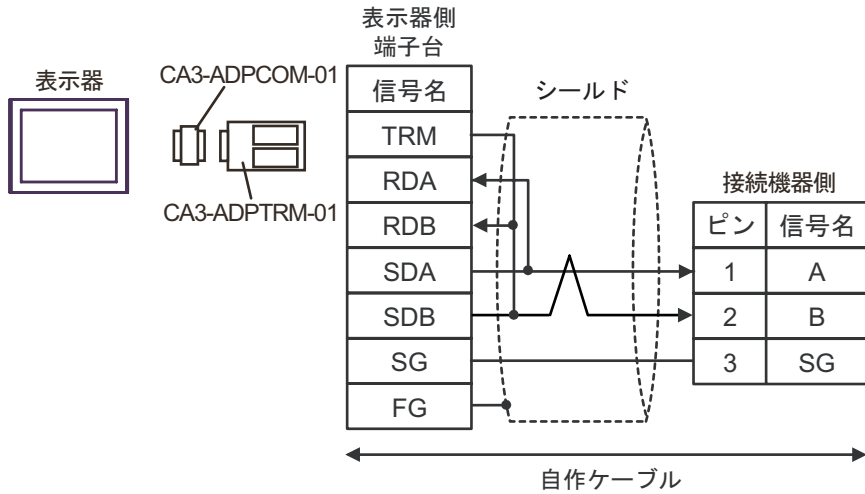 表示器側
端子台
表示器
CA3-ADPCOM-01
CA3-ADPTRM-01
信号名
TRM
RDA
RDB
SDA
SDB
SG
FG
シールド
接続機器側
ピン 信号名
1 A
2 B
3 SG
自作ケーブル